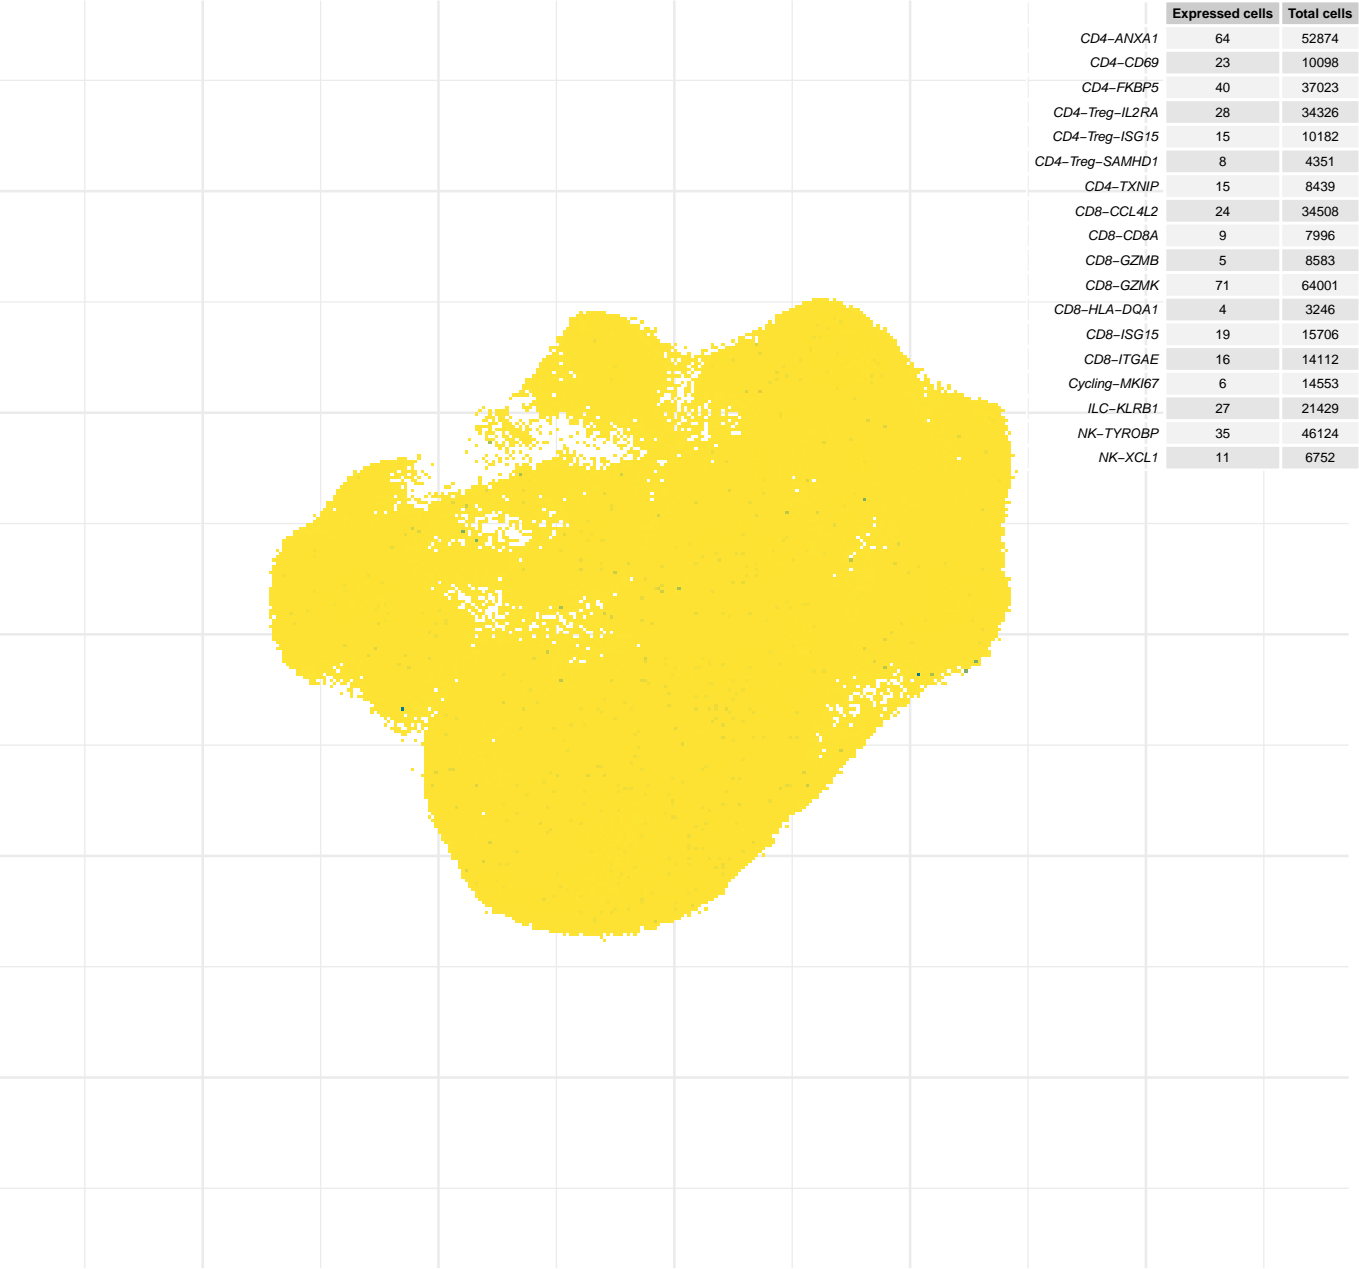 Expressed cells Total cells
CD4−ANXA1 64 52874
CD4−CD69 23 10098
CD4−FKBP5 40 37023
CD4−Treg−IL2RA 28 34326
CD4−Treg−ISG15 15 10182
CD4−Treg−SAMHD1 8 4351
CD4−TXNIP 15 8439
CD8−CCL4L2 24 34508
CD8−CD8A 9 7996
CD8−GZMB 5 8583
CD8−GZMK 71 64001
CD8−HLA−DQA1 4 3246
CD8−ISG15 19 15706
CD8−ITGAE 16 14112
Cycling−MKI67 6 14553
ILC−KLRB1 27 21429
NK−TYROBP 35 46124
NK−XCL1 11 6752